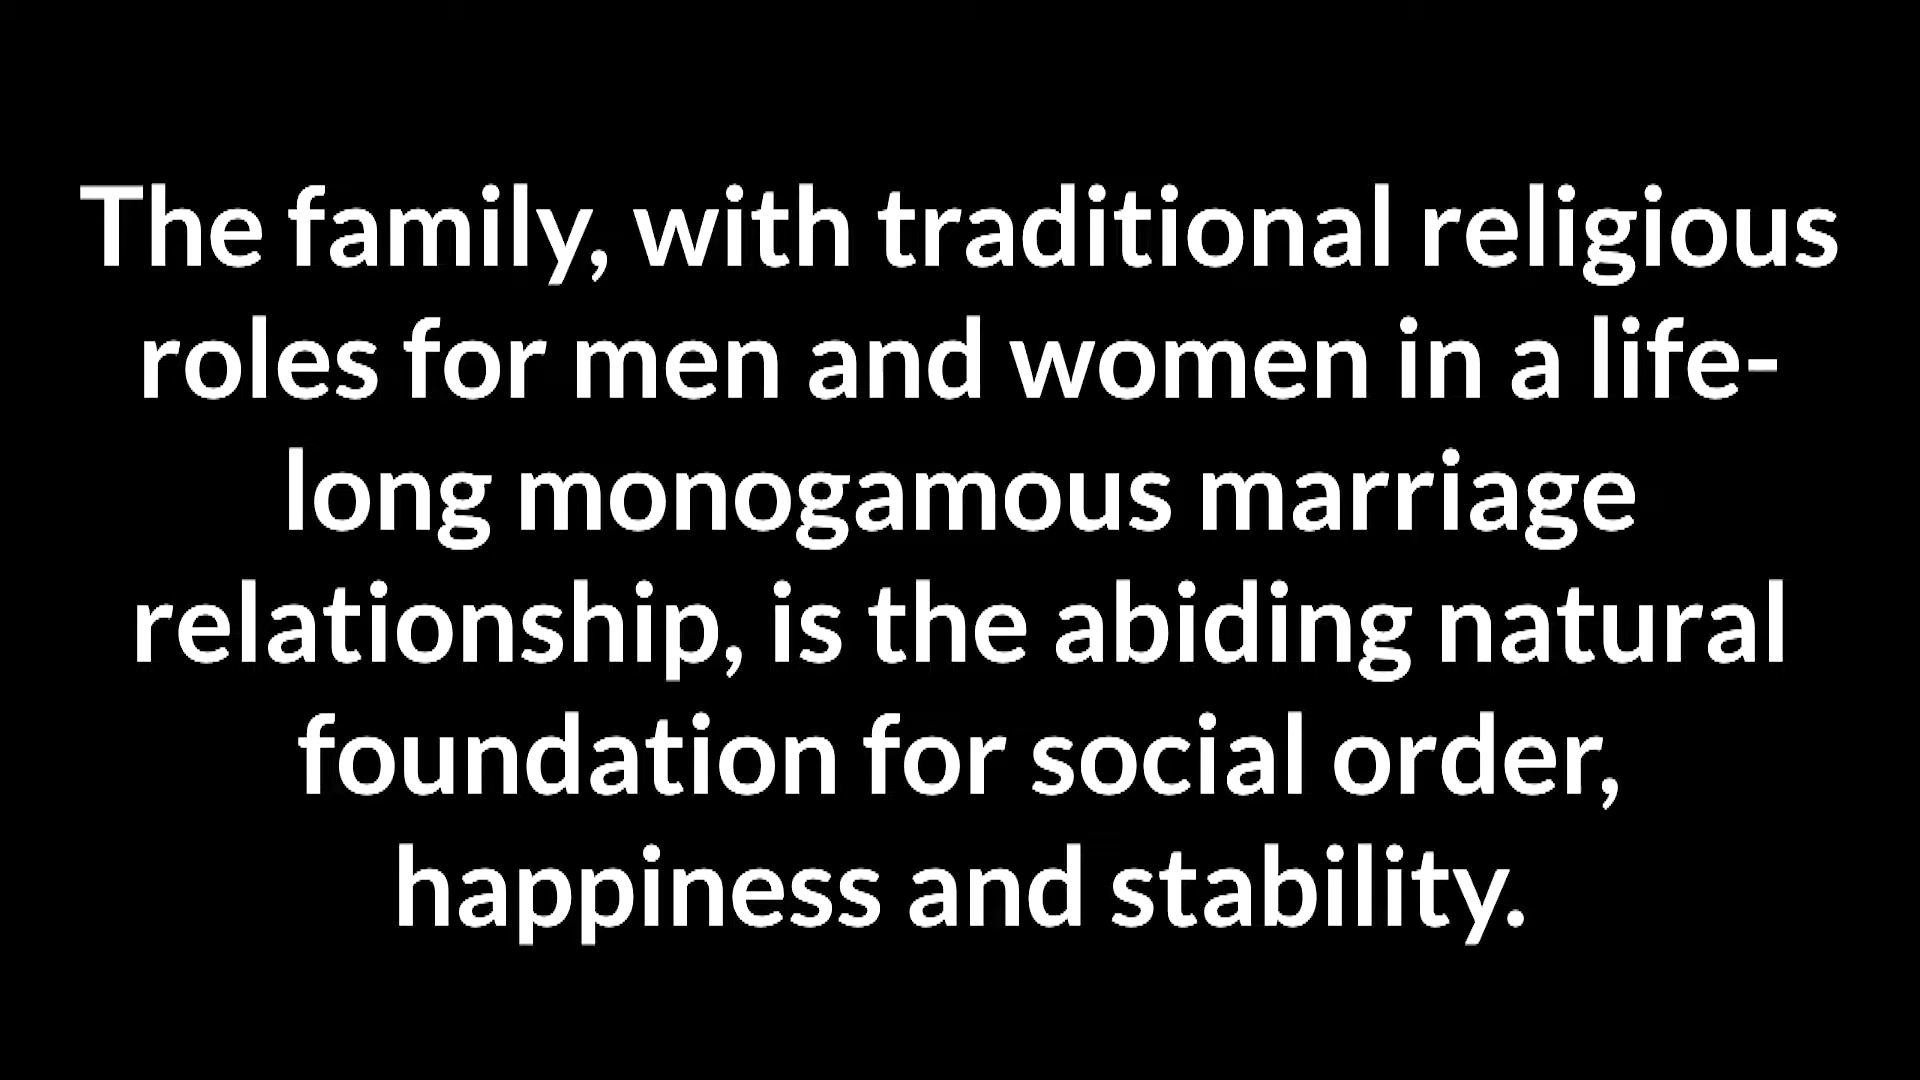 The family, with traditional religious
roles for men and women in a life-
long monogamous marriage
relationship, is the abiding natural
foundation for social order,
happiness and stability.